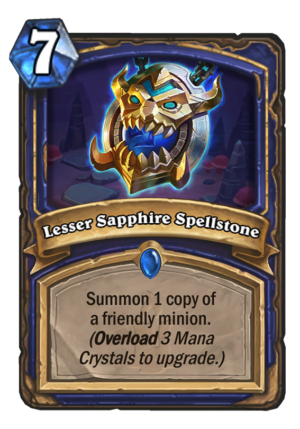 7
Lesser Sapphire Spellstone
Summon 1 copy of
a friendly minion.
(Overload 3 Mana
Crystals to upgrade.)